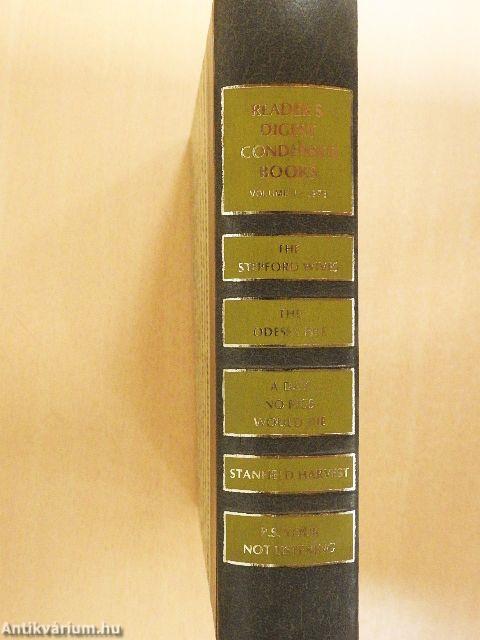 READER'S
DIGEST
CONDENSED
BOOKS
VOLUME 1973
THE
STEPFORD WIVES
THE
ODESSA FILE
A DAY
NO PIGS
WOULD DIE
STANFIELD HARVEST
P.S. YOUR
NOT LISTENING
Antikvárium.hu